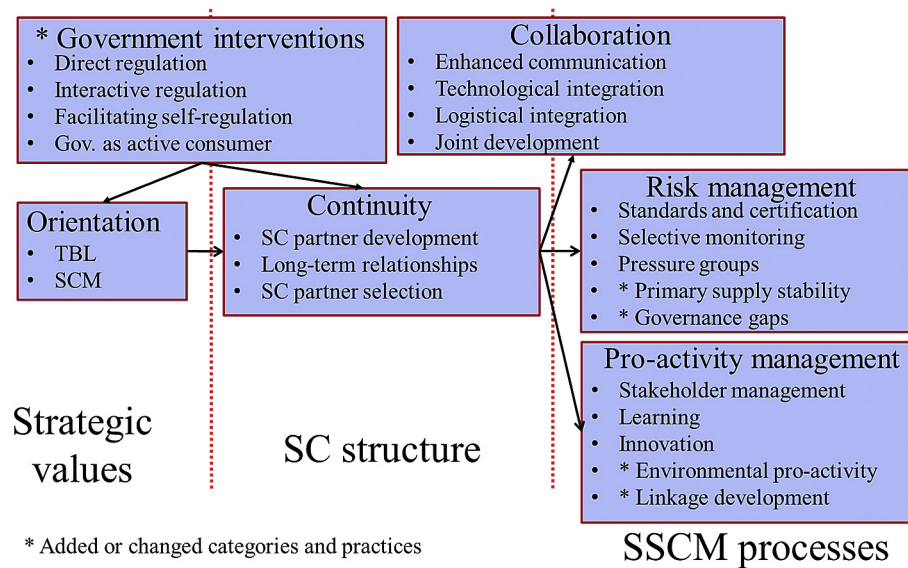 * Government interventions
• Direct regulation
• Interactive regulation
• Facilitating self-regulation
• Gov. as active consumer
Collaboration
• Enhanced communication
• Technological integration
• Logistical integration
• Joint development
Orientation
• TBL
• SCM
Continuity
• SC partner development
• Long-term relationships
• SC partner selection
Risk management
• Standards and certification
• Selective monitoring
• Pressure groups
• * Primary supply stability
• * Governance gaps
Pro-activity management
• Stakeholder management
• Learning
• Innovation
• * Environmental pro-activity
• * Linkage development
Strategic
values
SC structure
SSCM processes
* Added or changed categories and practices